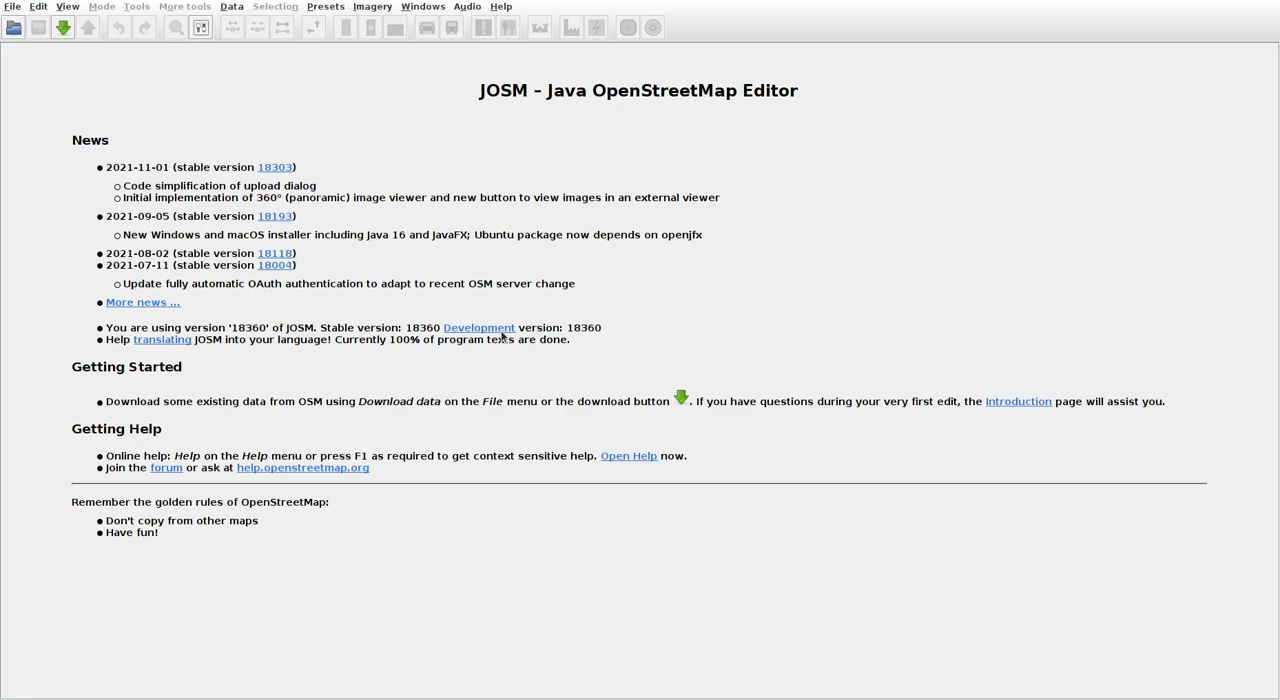 File Edit View Mode Tools More tools Data Selection Presets Imagery Windows Audio Help
JOSM – Java OpenStreetMap Editor
News
2021-11-01 (stable version 18303)
Code simplification of upload dialog
Initial implementation of 360° (panoramic) image viewer and new button to view images in an external viewer
2021-09-05 (stable version 18193)
New Windows and macOS installer including Java 16 and JavaFX; Ubuntu package now depends on openjfx
2021-08-02 (stable version 18118)
2021-07-11 (stable version 18004)
Update fully automatic OAuth authentication to adapt to recent OSM server change
More news ...
You are using version '18360' of JOSM. Stable version: 18360 Development version: 18360
Help translating JOSM into your language! Currently 100% of program texts are done.
Getting Started
Download some existing data from OSM using Download data on the File menu or the download button . If you have questions during your very first edit, the Introduction page will assist you.
Getting Help
Online help: Help on the Help menu or press F1 as required to get context sensitive help. Open Help now.
Join the forum or ask at help.openstreetmap.org
Remember the golden rules of OpenStreetMap:
Don't copy from other maps
Have fun!